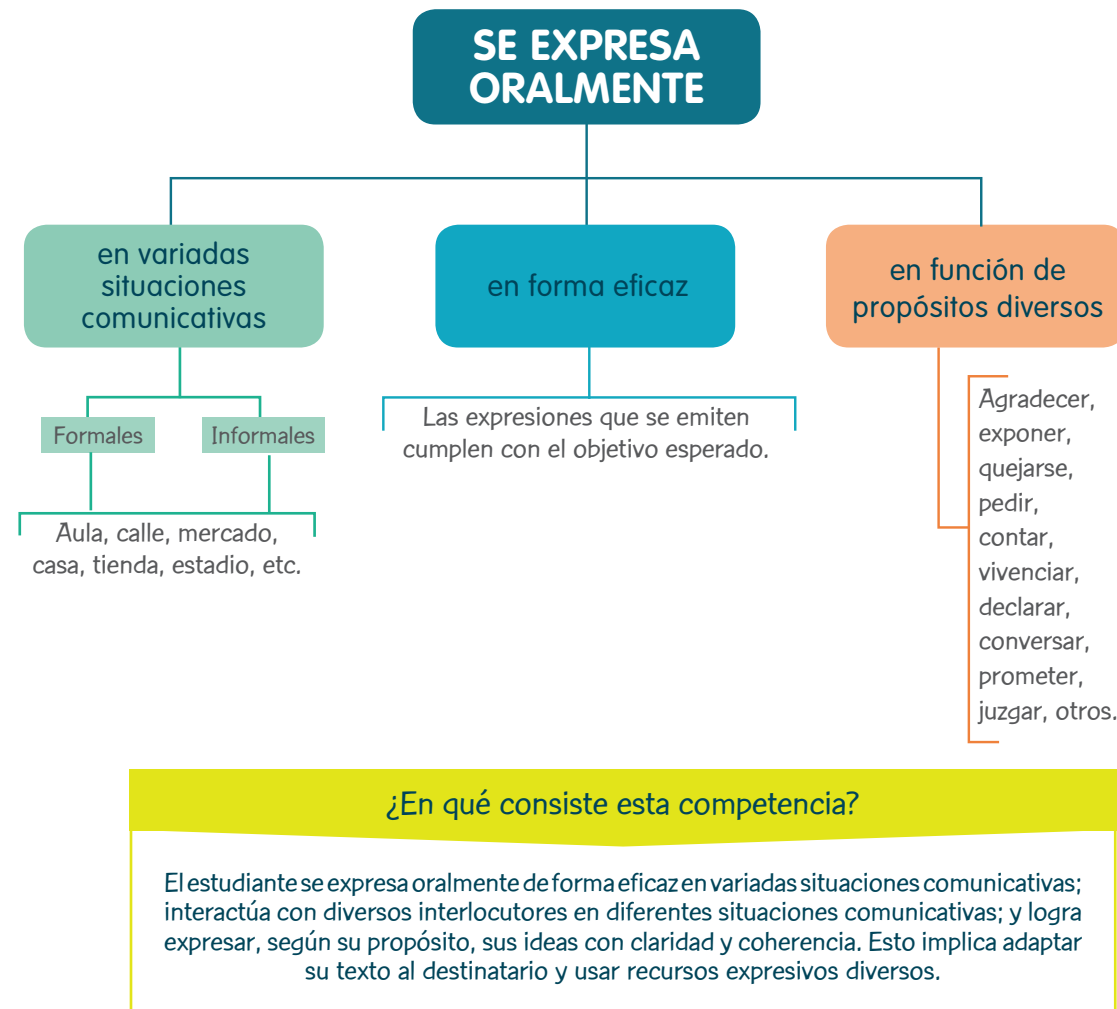 SE EXPRESA
ORALMENTE
en variadas
situaciones
comunicativas
Formales
Informales
Aula, calle, mercado,
casa, tienda, estadio, etc.
en forma eficaz
Las expresiones que se emiten
cumplen con el objetivo esperado.
en función de
propósitos diversos
Agradecer,
exponer,
quejarse,
pedir,
contar,
vivenciar,
declarar,
conversar,
prometer,
juzgar, otros.
¿En qué consiste esta competencia?
El estudiante se expresa oralmente de forma eficaz en variadas situaciones comunicativas;
interactúa con diversos interlocutores en diferentes situaciones comunicativas; y logra
expresar, según su propósito, sus ideas con claridad y coherencia. Esto implica adaptar
su texto al destinatario y usar recursos expresivos diversos.